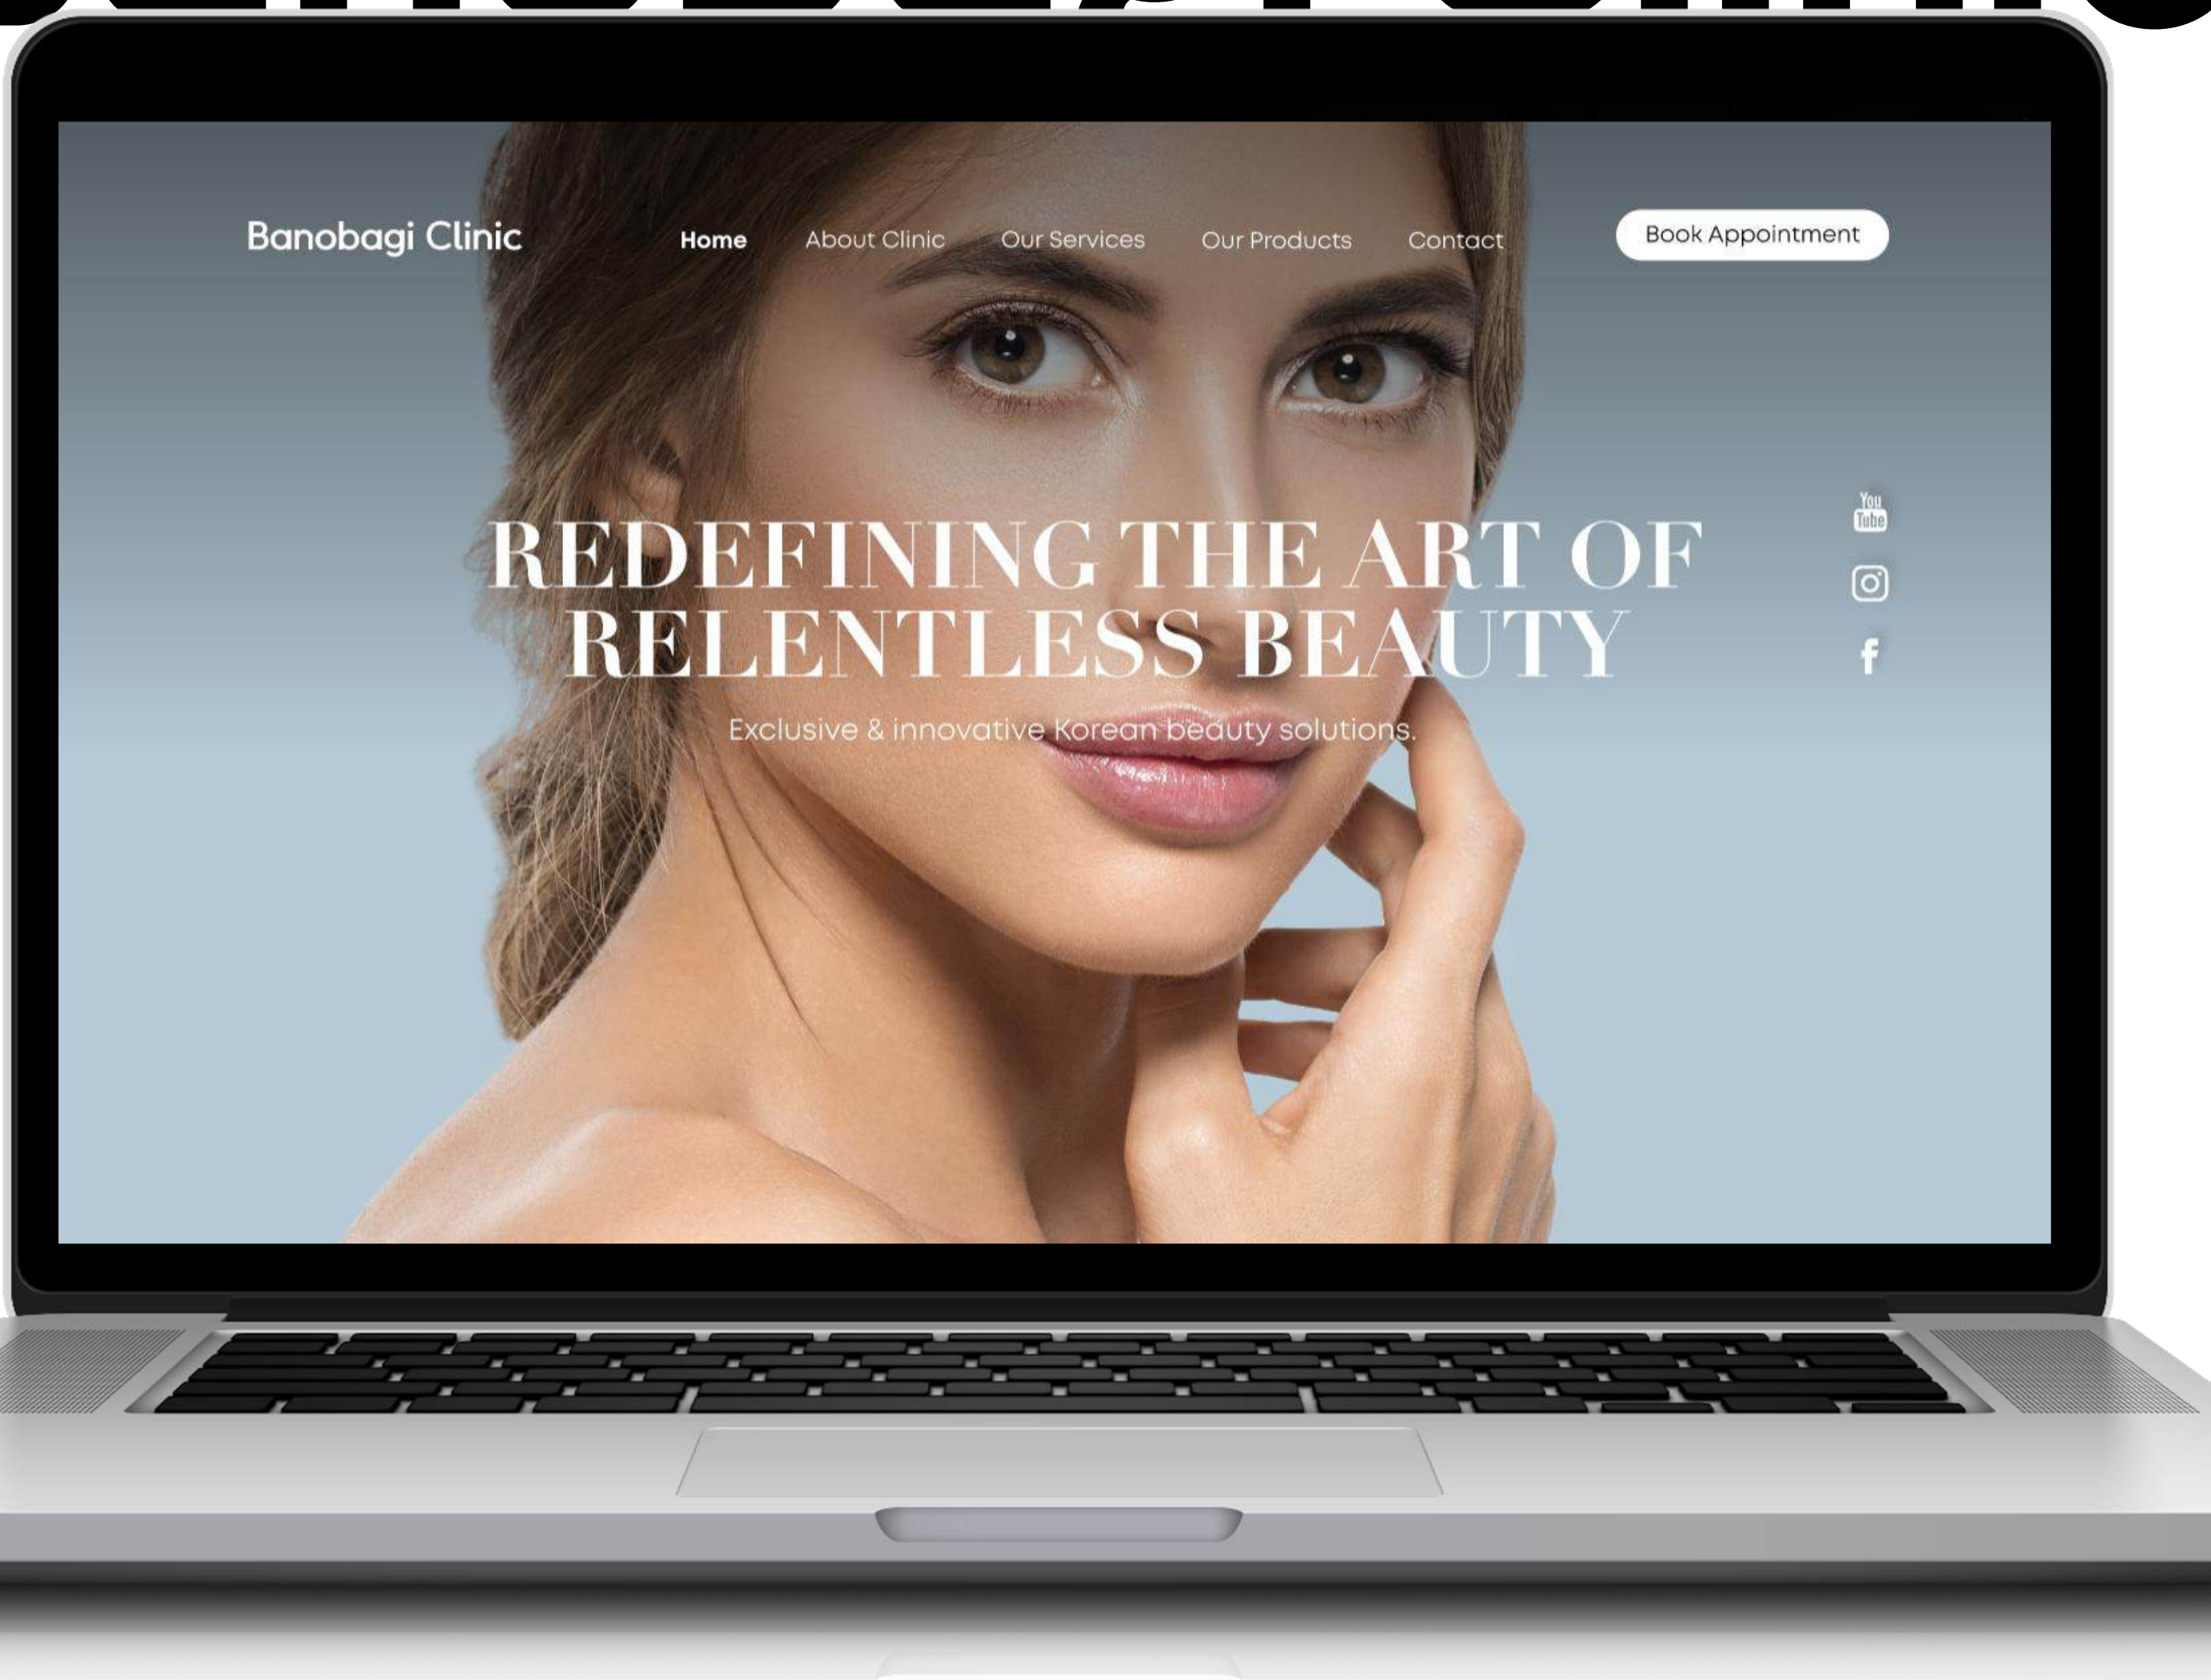 Banobagi Clinic
Home About Clinic Our Services Our Products Contact
Book Appointment
REDEFINING THE ART OF
RELENTLESS BEAUTY
Exclusive & innovative Korean beauty solutions.
You
Tube